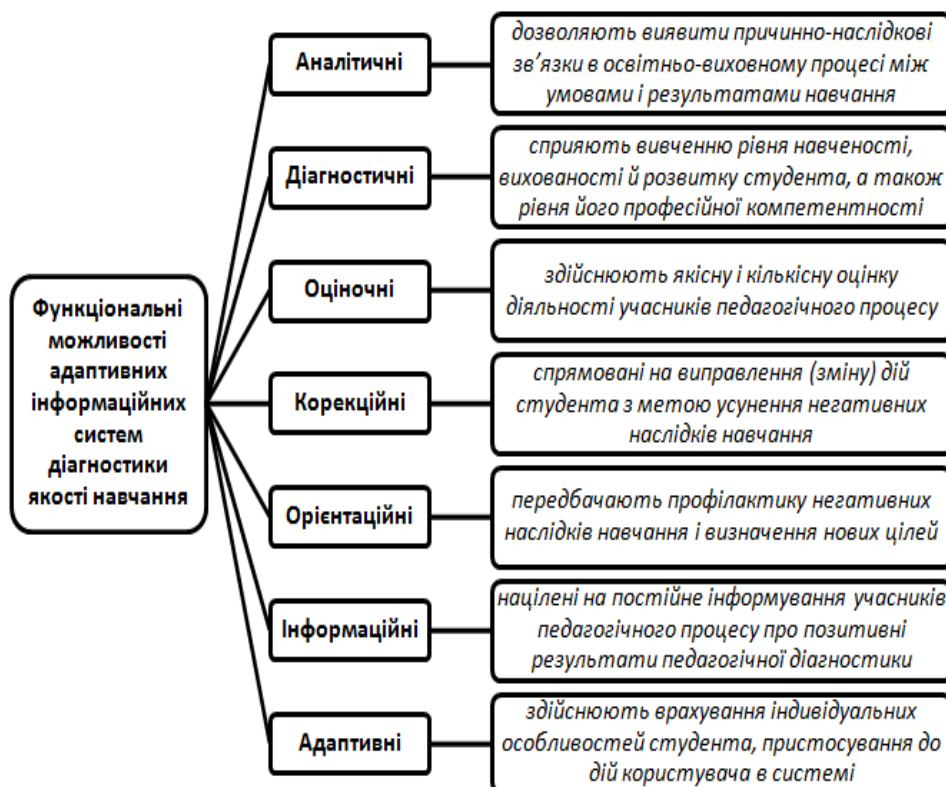 Функціональні
можливості
адаптивних
інформаційних
систем
діагностики
якості навчання
Аналітичні
дозволяють виявити причинно-наслідкові
зв’язки в освітньо-виховному процесі між
умовами і результатами навчання
Діагностичні
сприяють вивченню рівня навченості,
вихованості й розвитку студента, а також
рівня його професійної компетентності
Оціночні
здійснюють якісну і кількісну оцінку
діяльності учасників педагогічного процесу
Корекційні
спрямовані на виправлення (зміну) дій
студента з метою усунення негативних
наслідків навчання
Орієнтаційні
передбачають профілактику негативних
наслідків навчання і визначення нових цілей
Інформаційні
націлені на постійне інформування учасників
педагогічного процесу про позитивні
результати педагогічної діагностики
Адаптивні
здійснюють врахування індивідуальних
особливостей студента, пристосування до
дій користувача в системі